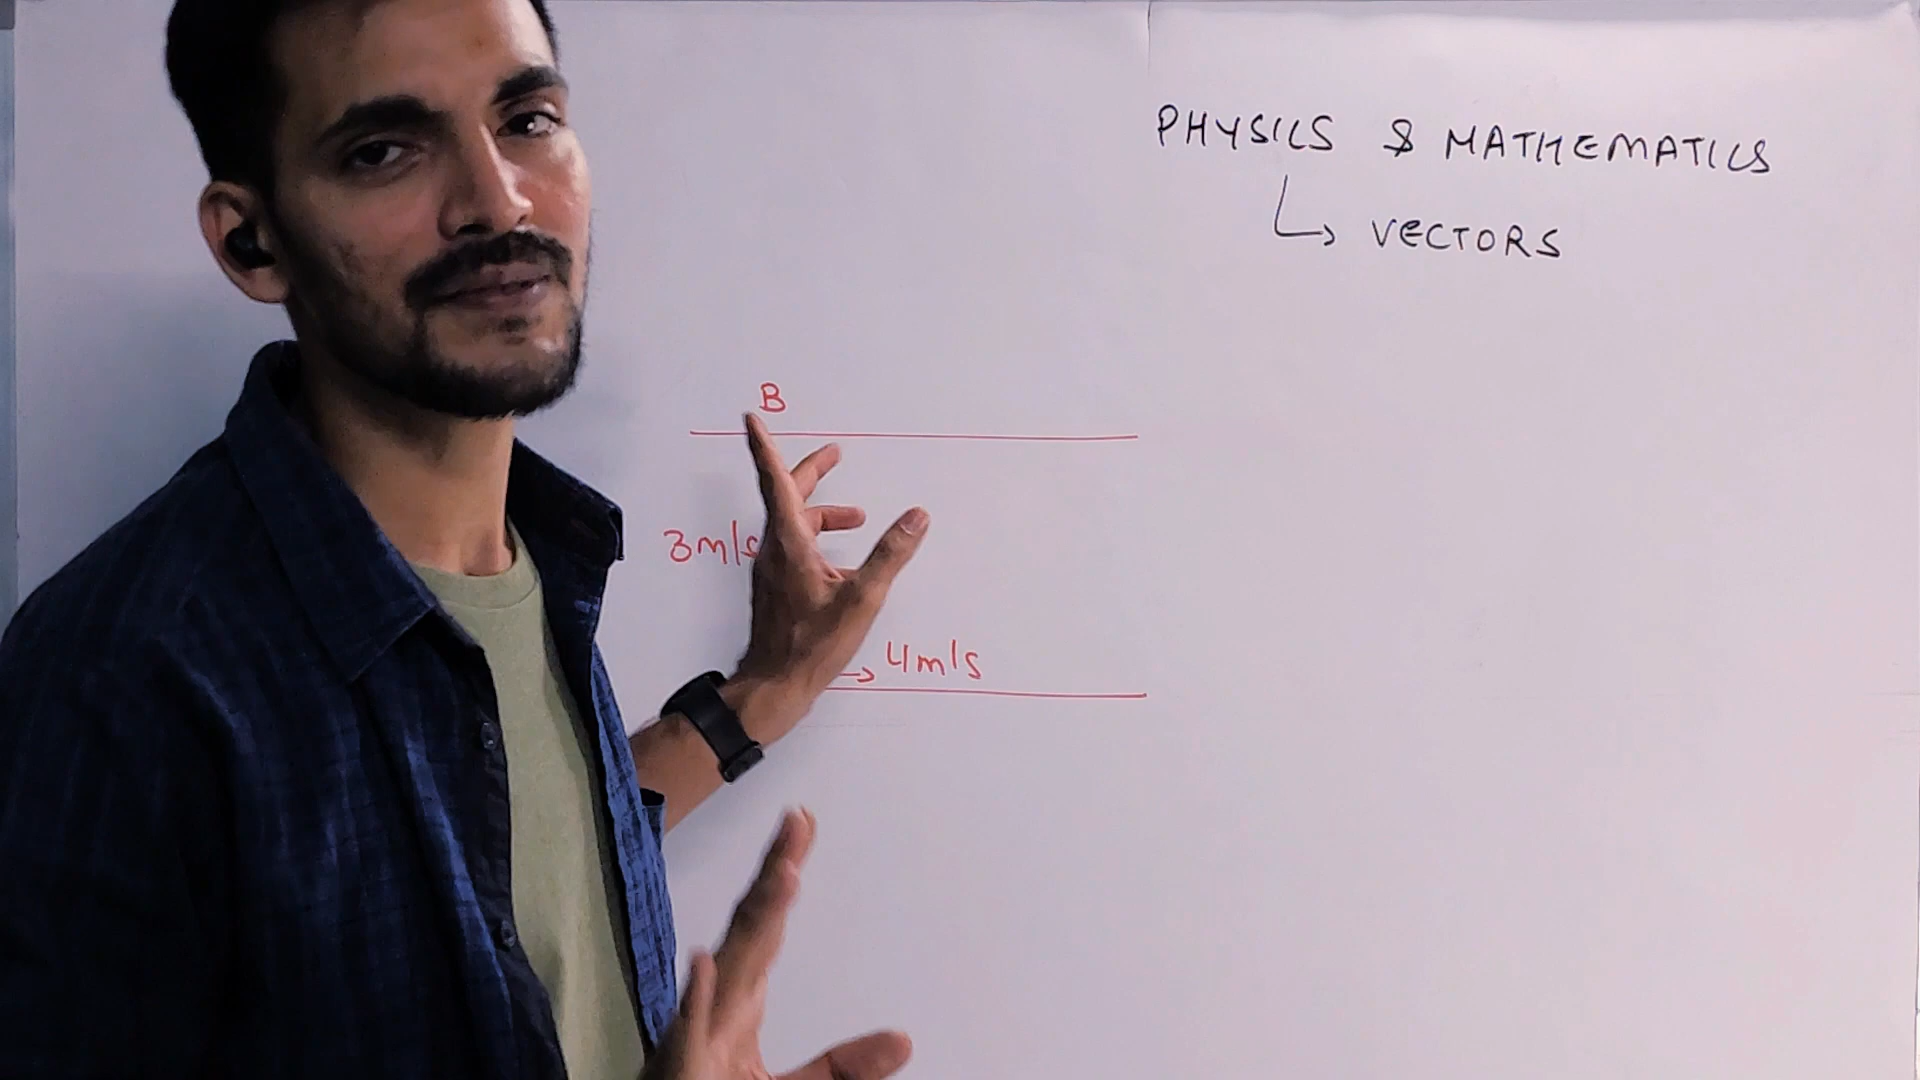 PHYSICS & MATHEMATICS
↳ VECTORS
B
3m/s
→ 4m/s